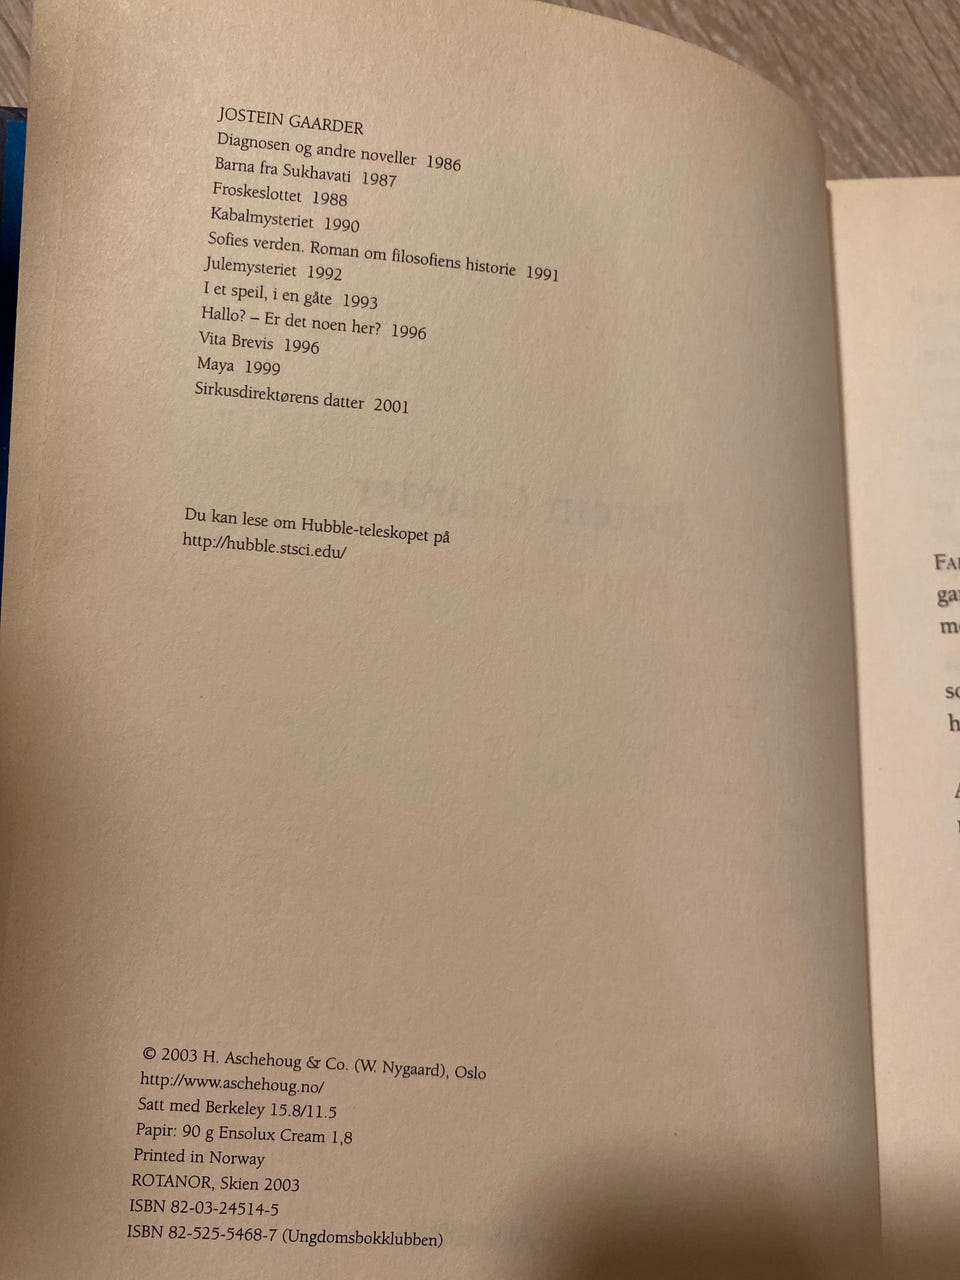 JOSTEIN GAARDER
Diagnosen og andre noveller 1986
Barna fra Sukhavati 1987
Froskeslottet 1988
Kabalmysteriet 1990
Sofies verden. Roman om filosofiens historie 1991
Julemysteriet 1992
I et speil, i en gåte 1993
Hallo? – Er det noen her? 1996
Vita Brevis 1996
Maya 1999
Sirkusdirektørens datter 2001
Du kan lese om Hubble-teleskopet på
http://hubble.stsci.edu/
© 2003 H. Aschehoug & Co. (W. Nygaard), Oslo
http://www.aschehoug.no/
Satt med Berkeley 15.8/11.5
Papir: 90 g Ensolux Cream 1,8
Printed in Norway
ROTANOR, Skien 2003
ISBN 82-03-24514-5
ISBN 82-525-5468-7 (Ungdomsbokklubben)